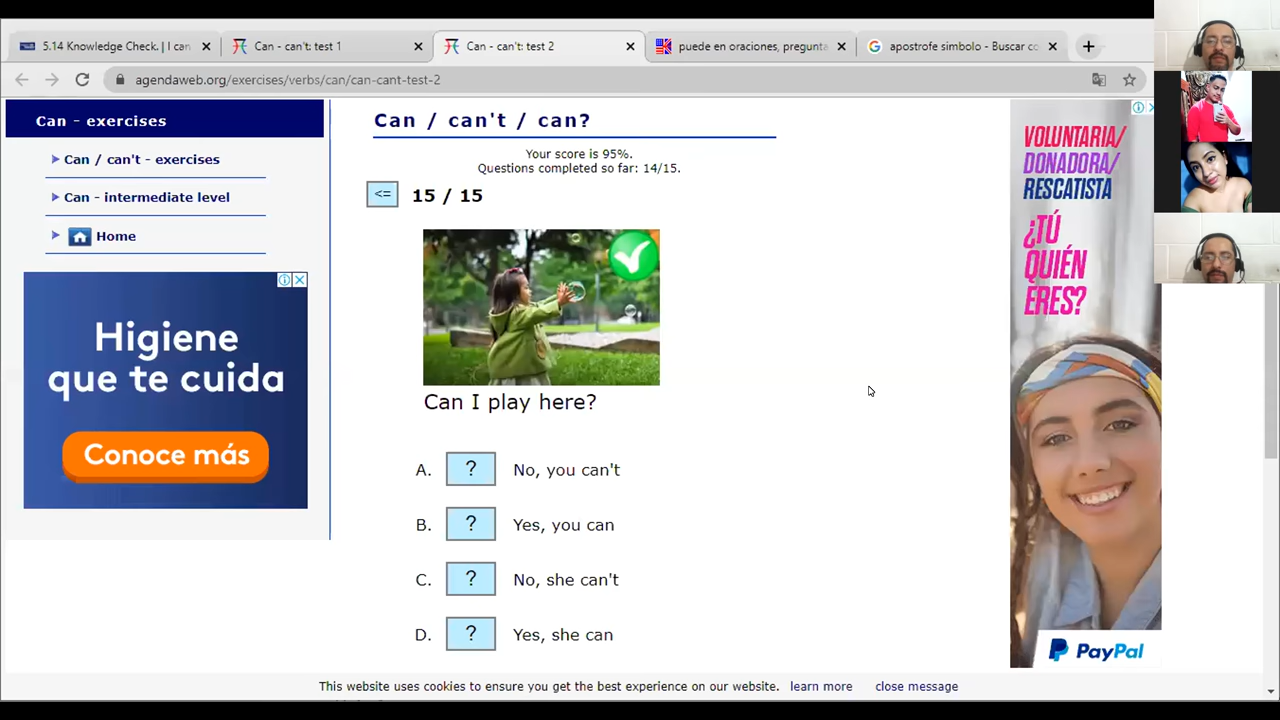 5.14 Knowledge Check. | I can
Can - can't: test 1
Can - can't: test 2
puede en oraciones, pregunta
apostrofe simbolo - Buscar co
agendaweb.org/exercises/verbs/can/can-cant-test-2
Can - exercises
Can / can't - exercises
Can - intermediate level
Home
Higiene
que te cuida
Conoce más
Can / can't / can?
Your score is 95%.
Questions completed so far: 14/15.
<=
15 / 15
Can I play here?
A. ? No, you can't
B. ? Yes, you can
C. ? No, she can't
D. ? Yes, she can
VOLUNTARIA/
DONADORA/
RESCATISTA
¿TÚ
QUIÉN
ERES?
PayPal
This website uses cookies to ensure you get the best experience on our website. learn more close message